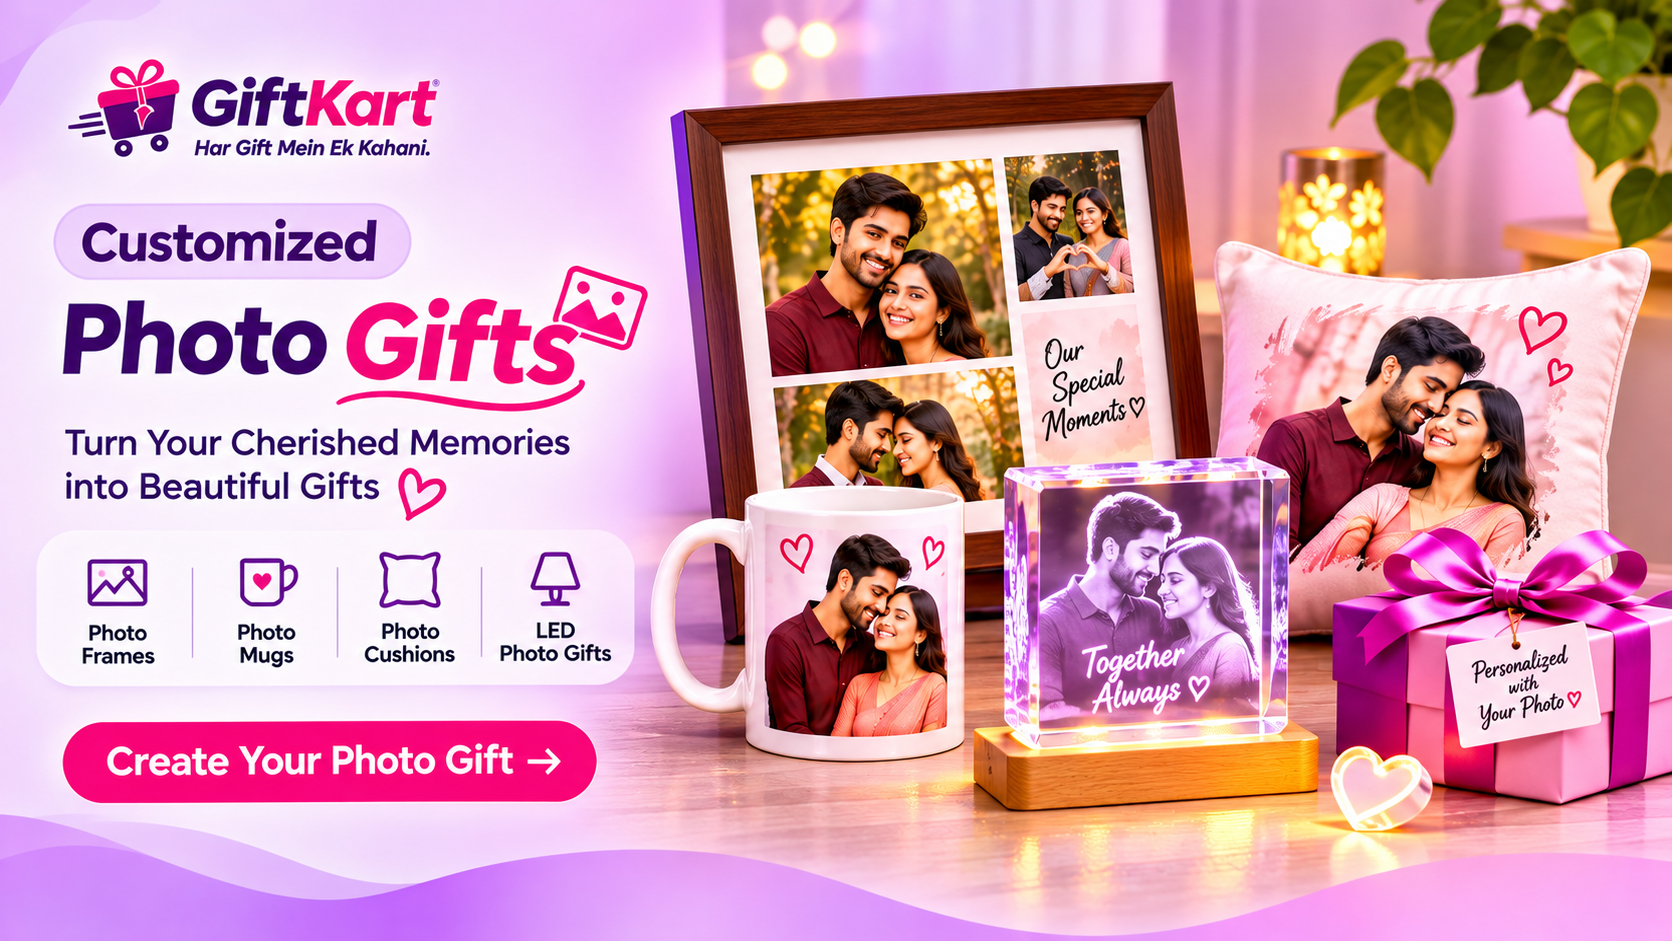 GiftKart®
Har Gift Mein Ek Kahani.
Customized
Photo Gifts
Turn Your Cherished Memories
into Beautiful Gifts
Photo
Frames
Photo
Mugs
Photo
Cushions
LED
Photo Gifts
Create Your Photo Gift →
Our
Special
Moments
Together
Always
Personalized
with
Your Photo